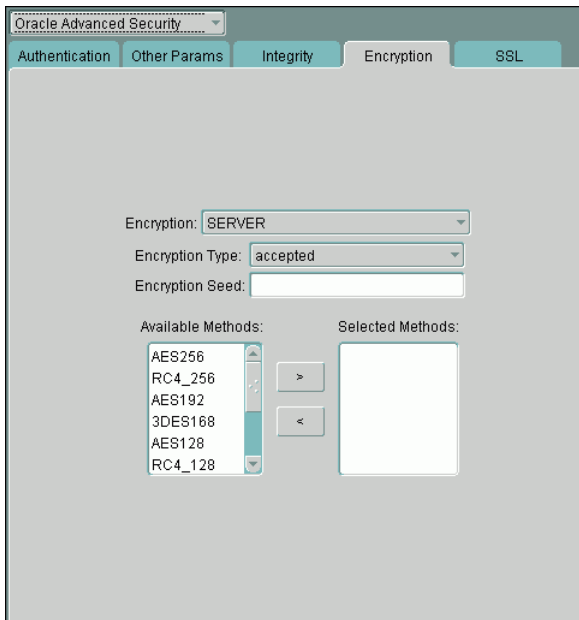 Oracle Advanced Security
Authentication Other Params Integrity Encryption SSL
Encryption: SERVER
Encryption Type: accepted
Encryption Seed:
Available Methods: Selected Methods:
AES256
RC4_256
>
AES192
3DES168
<
AES128
RC4_128